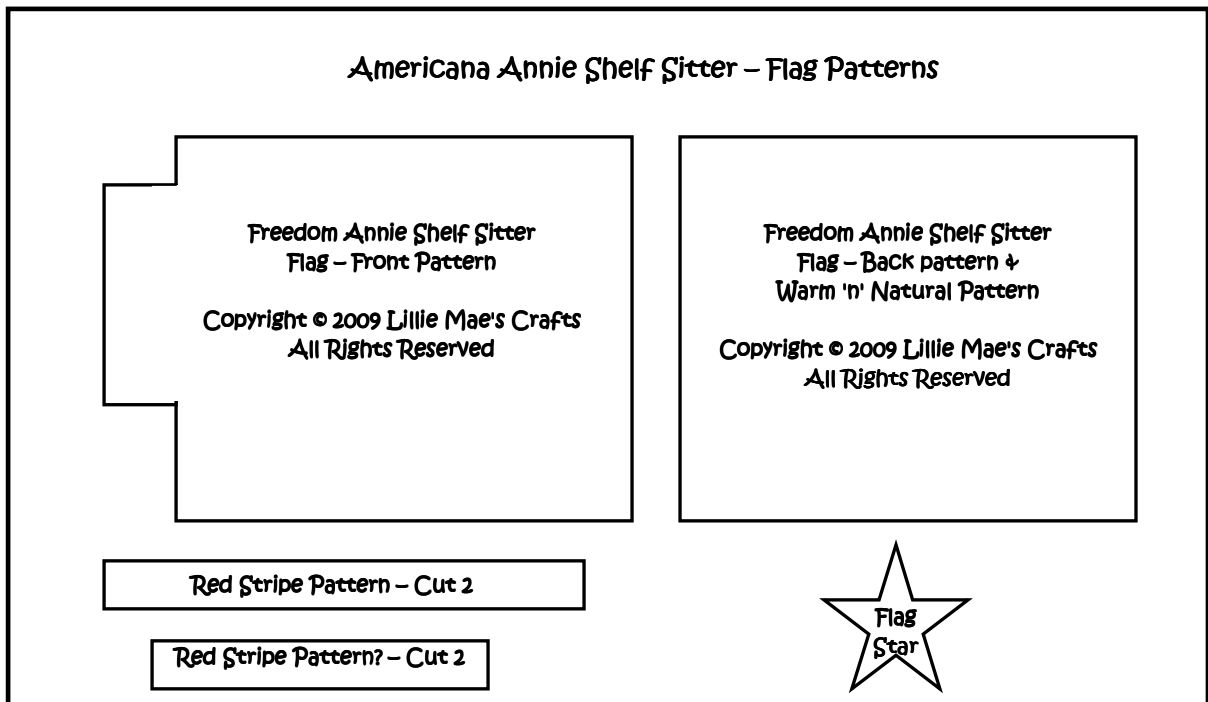 Americana Annie Shelf Sitter – Flag Patterns
Freedom Annie Shelf Sitter
Flag – Front Pattern
Copyright © 2009 Lillie Mae's Crafts
All Rights Reserved
Freedom Annie Shelf Sitter
Flag – Back pattern &
Warm 'n' Natural Pattern
Copyright © 2009 Lillie Mae's Crafts
All Rights Reserved
Red Stripe Pattern – Cut 2
Red Stripe Pattern? – Cut 2
Flag
Star